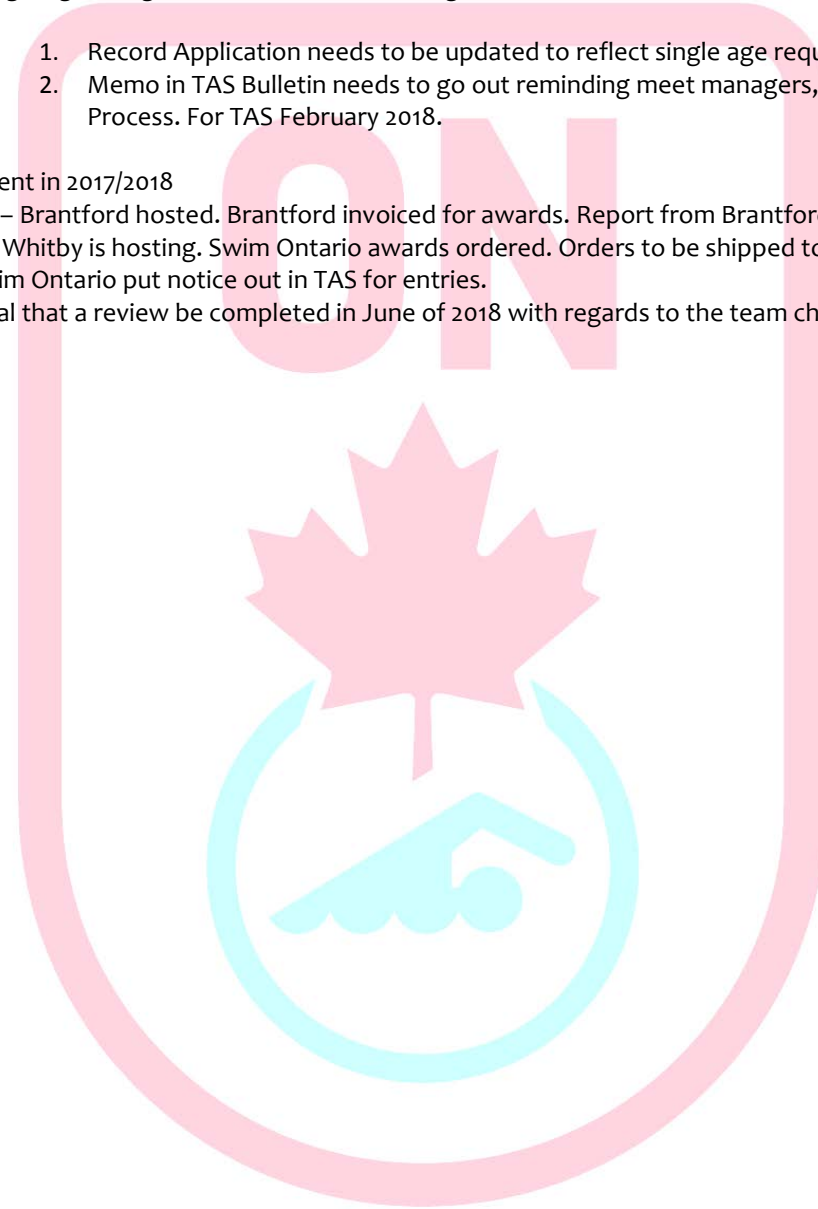 1. Record Application needs to be updated to reflect single age requ
2. Memo in TAS Bulletin needs to go out reminding meet managers,
Process. For TAS February 2018.
ent in 2017/2018
– Brantford hosted. Brantford invoiced for awards. Report from Brantford
Whitby is hosting. Swim Ontario awards ordered. Orders to be shipped to
im Ontario put notice out in TAS for entries.
al that a review be completed in June of 2018 with regards to the team ch
ON